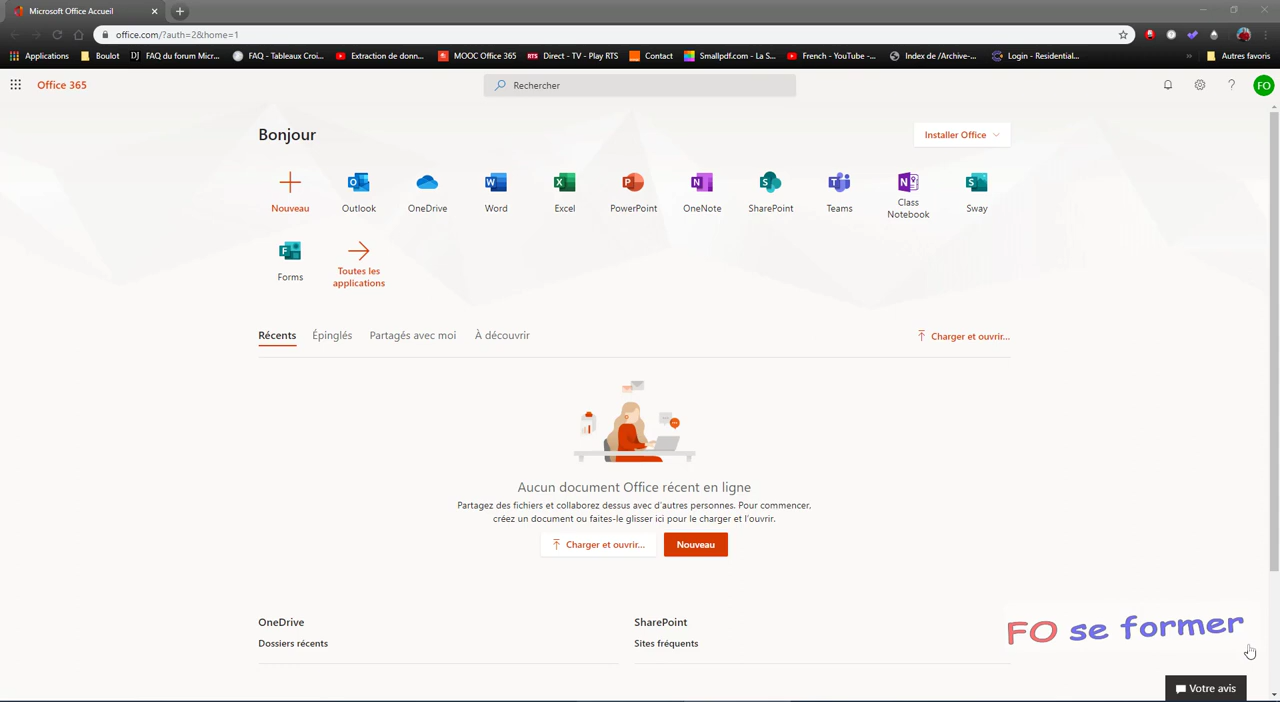 Microsoft Office Accueil
office.com/?auth=2&home=1
Applications Boulot FAQ du forum Micr... FAQ - Tableaux Croi... Extraction de donn... MOOC Office 365 Direct - TV - Play RTS Contact Smallpdf.com - La S... French - YouTube -... Index of /Archive-... Login - Residential... » Autres favoris
Office 365 Rechercher ? FO
Bonjour Installer Office
Nouveau Outlook OneDrive Word Excel PowerPoint OneNote SharePoint Teams Class Notebook Sway
Forms Toutes les applications
Récents Épinglés Partagés avec moi À découvrir Charger et ouvrir...
Aucun document Office récent en ligne
Partagez des fichiers et collaborez dessus avec d'autres personnes. Pour commencer,
créez un document ou faites-le glisser ici pour le charger et l'ouvrir.
Charger et ouvrir... Nouveau
OneDrive SharePoint
Dossiers récents Sites fréquents
FO se former
Votre avis